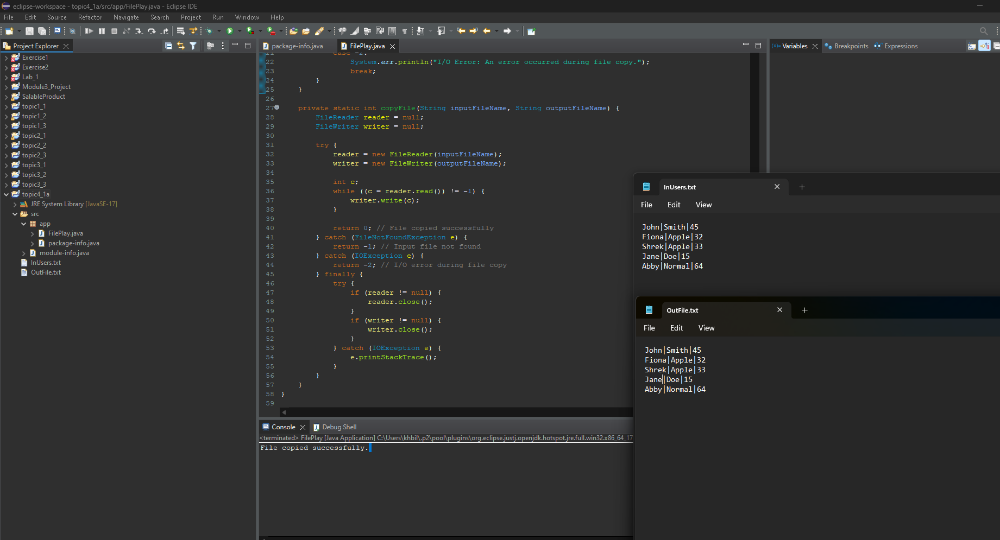 eclipse-workspace - topic4_1a/src/app/FilePlay.java - Eclipse IDE
File Edit Source Refactor Navigate Search Project Run Window Help
Project Explorer
Exercise1
Exercise2
Lab_1
Module3_Project
SalableProduct
topic1_1
topic1_2
topic1_3
topic2_1
topic2_2
topic2_3
topic3_1
topic3_2
topic3_3
topic4_1a
JRE System Library [JavaSE-17]
src
app
FilePlay.java
package-info.java
module-info.java
InUsers.txt
OutFile.txt
package-info.java FilePlay.java
21 case -2:
22 System.err.println("I/O Error: An error occurred during file copy.");
23 break;
24 }
25 }
26
27 private static int copyFile(String inputFileName, String outputFileName) {
28 FileReader reader = null;
29 FileWriter writer = null;
30
31 try {
32 reader = new FileReader(inputFileName);
33 writer = new FileWriter(outputFileName);
34
35 int c;
36 while ((c = reader.read()) != -1) {
37 writer.write(c);
38 }
39
40 return 0; // File copied successfully
41 } catch (FileNotFoundException e) {
42 return -1; // Input file not found
43 } catch (IOException e) {
44 return -2; // I/O error during file copy
45 } finally {
46 try {
47 if (reader != null) {
48 reader.close();
49 }
50 if (writer != null) {
51 writer.close();
52 }
53 } catch (IOException e) {
54 e.printStackTrace();
55 }
56 }
57 }
58 }
59
Console Debug Shell
<terminated> FilePlay [Java Application] C:\Users\khbil\.p2\pool\plugins\org.eclipse.justj.openjdk.hotspot.jre.full.win32.x86_64_17
File copied successfully.
(x)= Variables Breakpoints Expressions
InUsers.txt
File Edit View
John|Smith|45
Fiona|Apple|32
Shrek|Apple|33
Jane|Doe|15
Abby|Normal|64
OutFile.txt
File Edit View
John|Smith|45
Fiona|Apple|32
Shrek|Apple|33
Jane|Doe|15
Abby|Normal|64